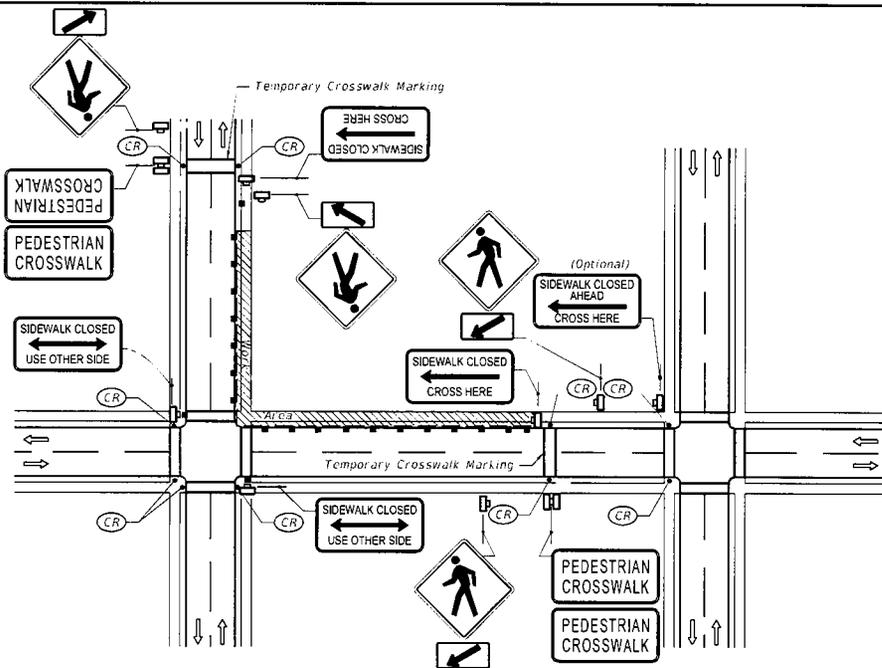 Temporary Crosswalk Marking
CR
CR
SIDEWALK CLOSED
CROSS HERE
PEDESTRIAN
CROSSWALK
PEDESTRIAN
CROSSWALK
(Optional)
SIDEWALK CLOSED
AHEAD
CROSS HERE
SIDEWALK CLOSED
USE OTHER SIDE
SIDEWALK CLOSED
CROSS HERE
CR
CR
CR
Area
Temporary Crosswalk Marking
CR
CR
SIDEWALK CLOSED
USE OTHER SIDE
CR
CR
PEDESTRIAN
CROSSWALK
PEDESTRIAN
CROSSWALK